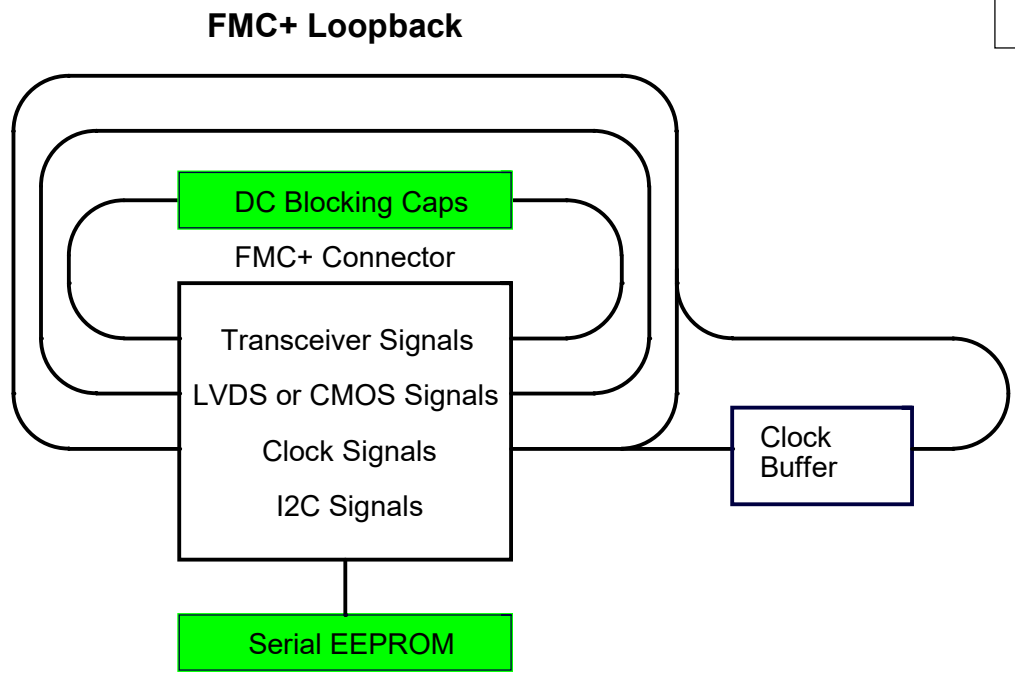 FMC+ Loopback
DC Blocking Caps
FMC+ Connector
Transceiver Signals
LVDS or CMOS Signals
Clock Signals
I2C Signals
Clock
Buffer
Serial EEPROM